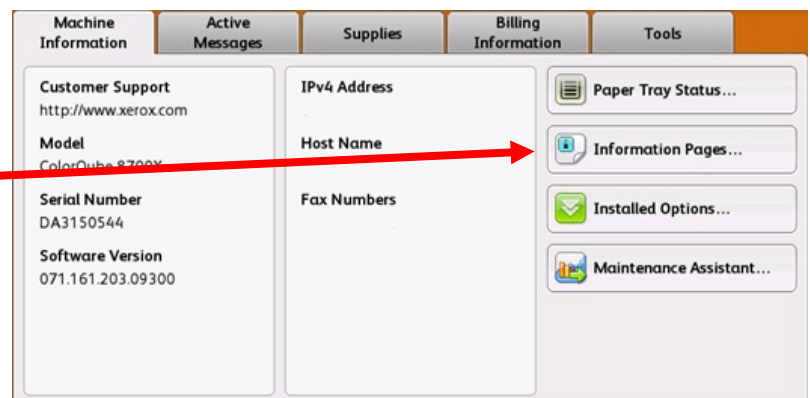 Machine
Information
Active
Messages
Supplies
Billing
Information
Tools
Customer Support
http://www.xerox.com
Model
ColorQube 8700X
Serial Number
DA3150544
Software Version
071.161.203.09300
IPv4 Address
Host Name
Fax Numbers
Paper Tray Status...
Information Pages...
Installed Options...
Maintenance Assistant...